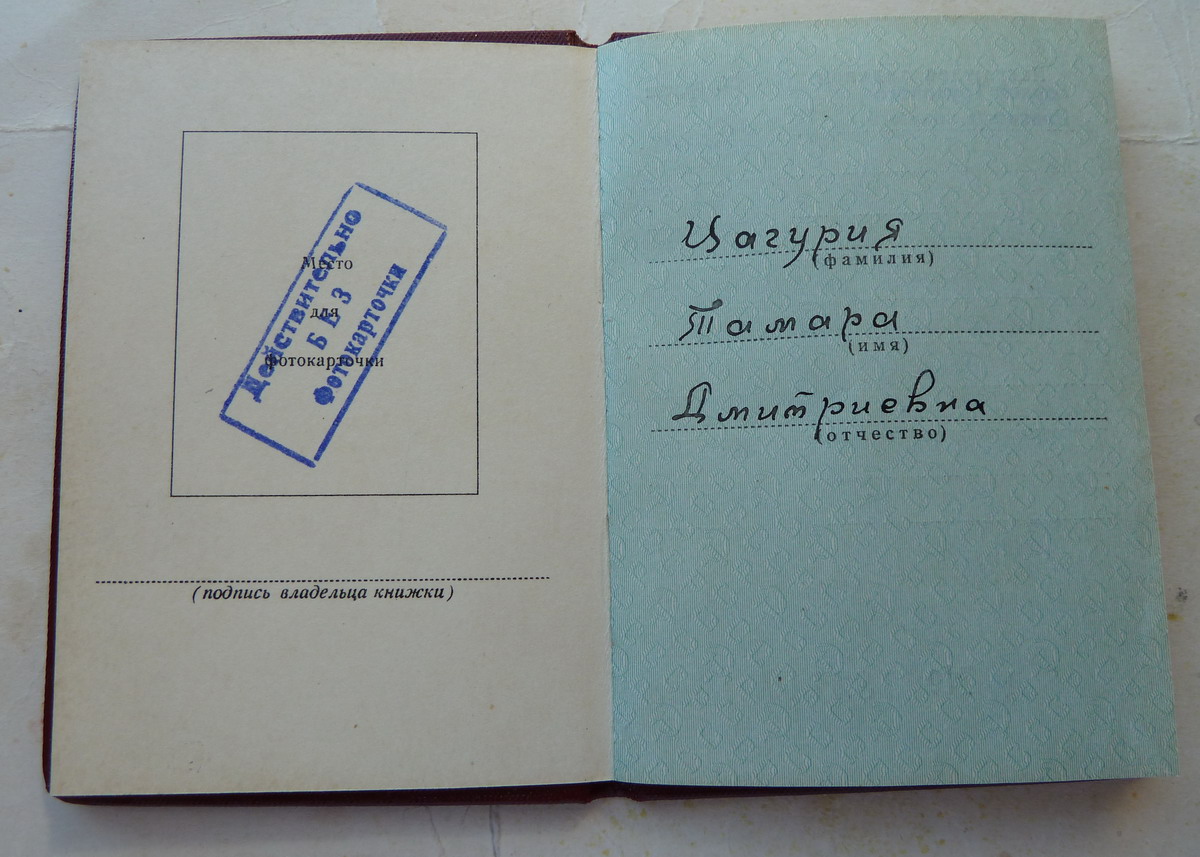 Место
для
фотокарточки
Действительно
БЕЗ
Фотокарточки
(подпись владельца книжки)
Цагурия
(фамилия)
Тамара
(имя)
Дмитриевна
(отчество)